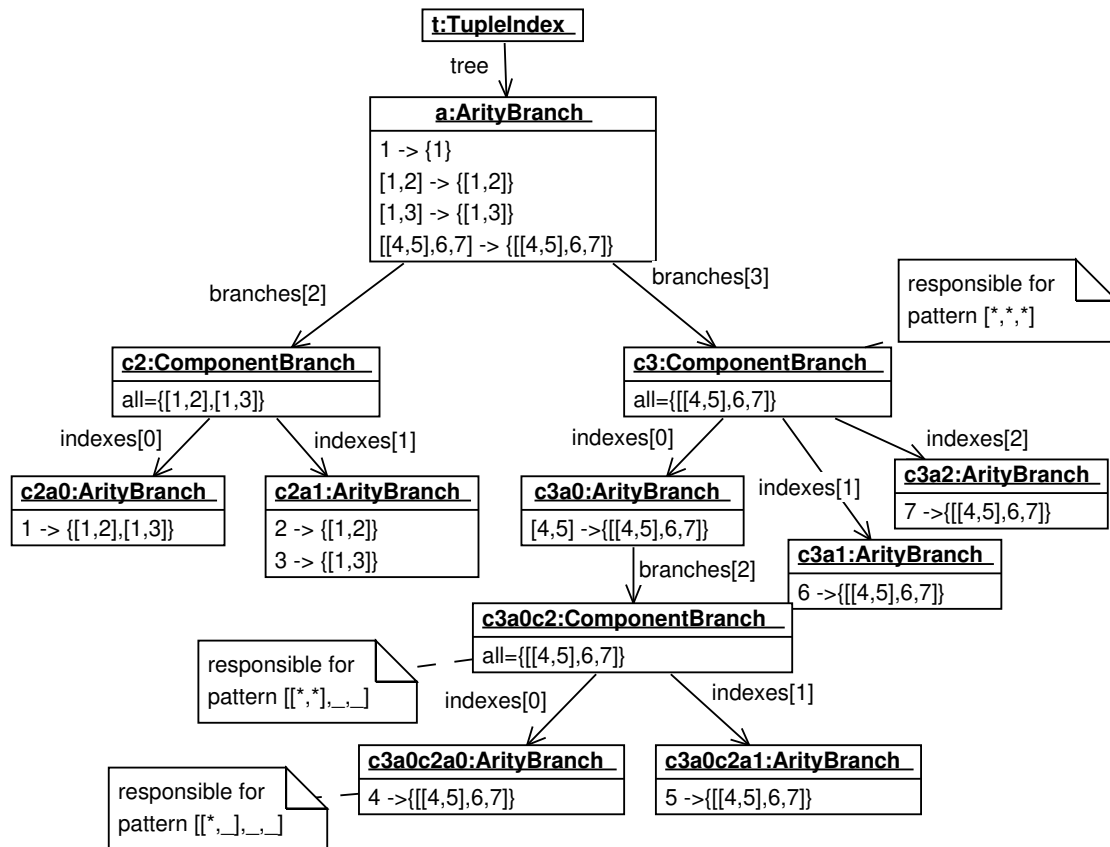 t:TupleIndex
tree
a:ArityBranch
1 -> {1}
[1,2] -> {[1,2]}
[1,3] -> {[1,3]}
[[4,5],6,7] -> {[[4,5],6,7]}
branches[2]
branches[3]
responsible for
pattern [*,*,*]
c2:ComponentBranch
all={[1,2],[1,3]}
c3:ComponentBranch
all={[[4,5],6,7]}
indexes[0]
indexes[1]
indexes[0]
indexes[1]
indexes[2]
c2a0:ArityBranch
1 -> {[1,2],[1,3]}
c2a1:ArityBranch
2 -> {[1,2]}
3 -> {[1,3]}
c3a0:ArityBranch
[4,5] ->{[[4,5],6,7]}
c3a2:ArityBranch
7 ->{[[4,5],6,7]}
c3a1:ArityBranch
6 ->{[[4,5],6,7]}
branches[2]
c3a0c2:ComponentBranch
all={[[4,5],6,7]}
responsible for
pattern [[*,*],_,_]
indexes[0]
indexes[1]
c3a0c2a0:ArityBranch
4 ->{[[4,5],6,7]}
c3a0c2a1:ArityBranch
5 ->{[[4,5],6,7]}
responsible for
pattern [[*,_],_,_]